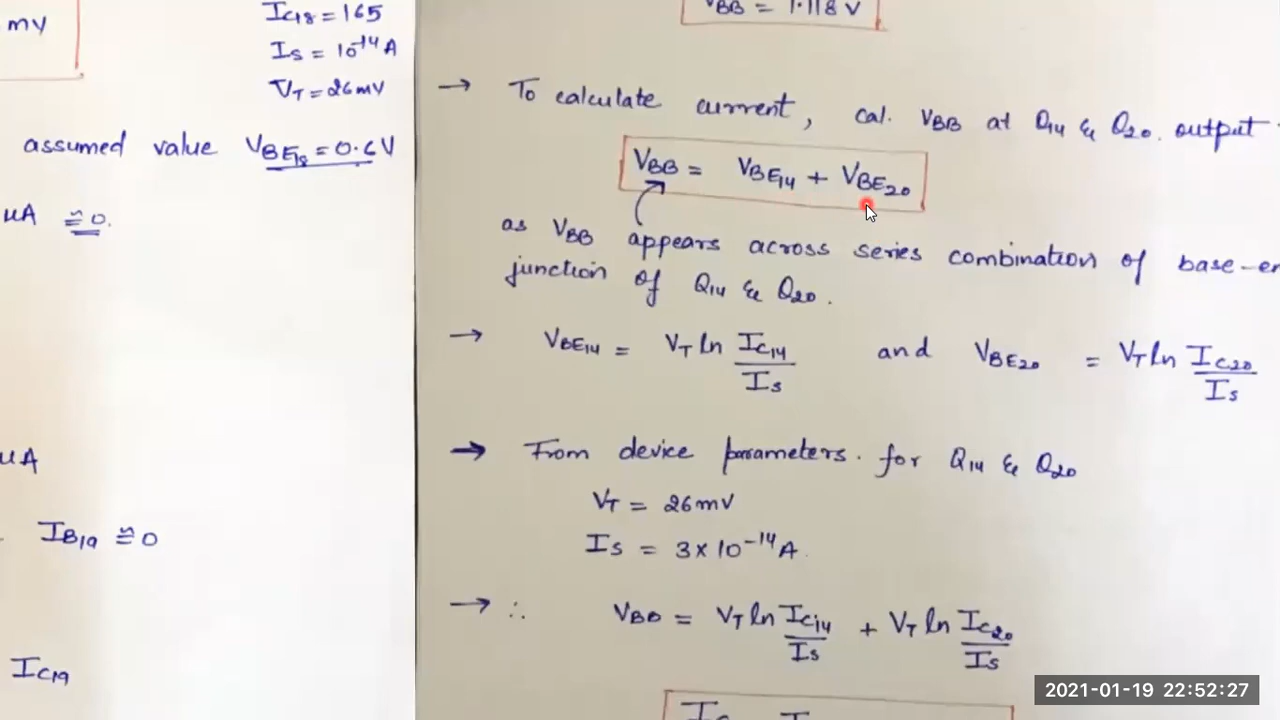 mV
IC18 = 165
IS = 10^-14 A
VT = 26mV
assumed value VBE18 = 0.6V
μA ≅ 0.
μA
IB19 ≅ 0
IC19
VBB = 1.118 V
→ To calculate current, cal. VBB at Q14 & Q20 output
VBB = VBE14 + VBE20
as VBB appears across series combination of base-em
junction of Q14 & Q20.
→ VBE14 = VT ln IC14/IS and VBE20 = VT ln IC20/IS
→ From device parameters. for Q14 & Q20
VT = 26mV
IS = 3×10^-14 A.
→ ∴ VBB = VT ln IC14/IS + VT ln IC20/IS
2021-01-19 22:52:27